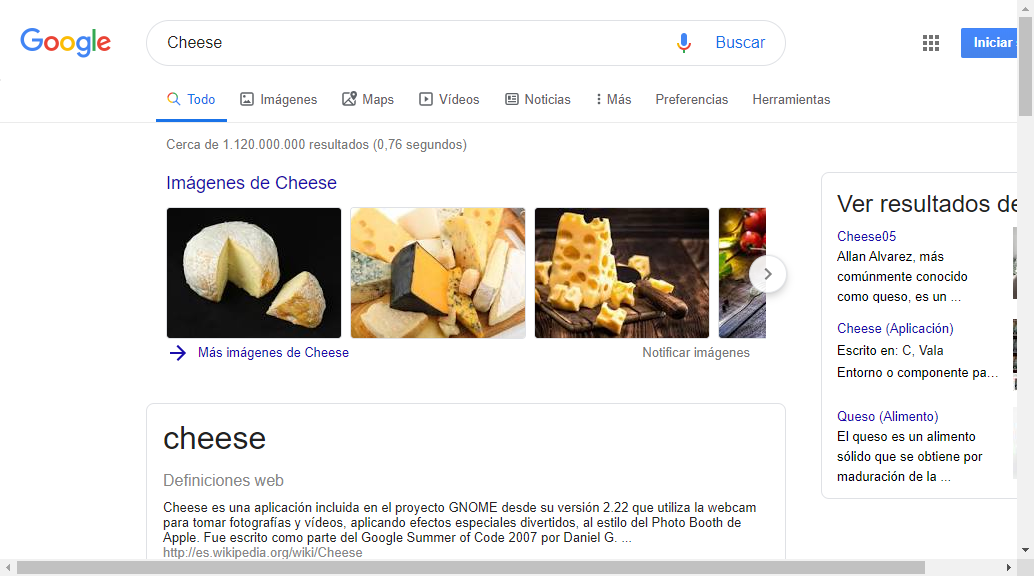 Google
Cheese
Buscar
Iniciar
Todo
Imágenes
Maps
Vídeos
Noticias
Más
Preferencias
Herramientas
Cerca de 1.120.000.000 resultados (0,76 segundos)
Imágenes de Cheese
Más imágenes de Cheese
Notificar imágenes
cheese
Definiciones web
Cheese es una aplicación incluida en el proyecto GNOME desde su versión 2.22 que utiliza la webcam
para tomar fotografías y vídeos, aplicando efectos especiales divertidos, al estilo del Photo Booth de
Apple. Fue escrito como parte del Google Summer of Code 2007 por Daniel G. ...
http://es.wikipedia.org/wiki/Cheese
Ver resultados de
Cheese05
Allan Alvarez, más
comúnmente conocido
como queso, es un ...
Cheese (Aplicación)
Escrito en: C, Vala
Entorno o componente pa…
Queso (Alimento)
El queso es un alimento
sólido que se obtiene por
maduración de la ...